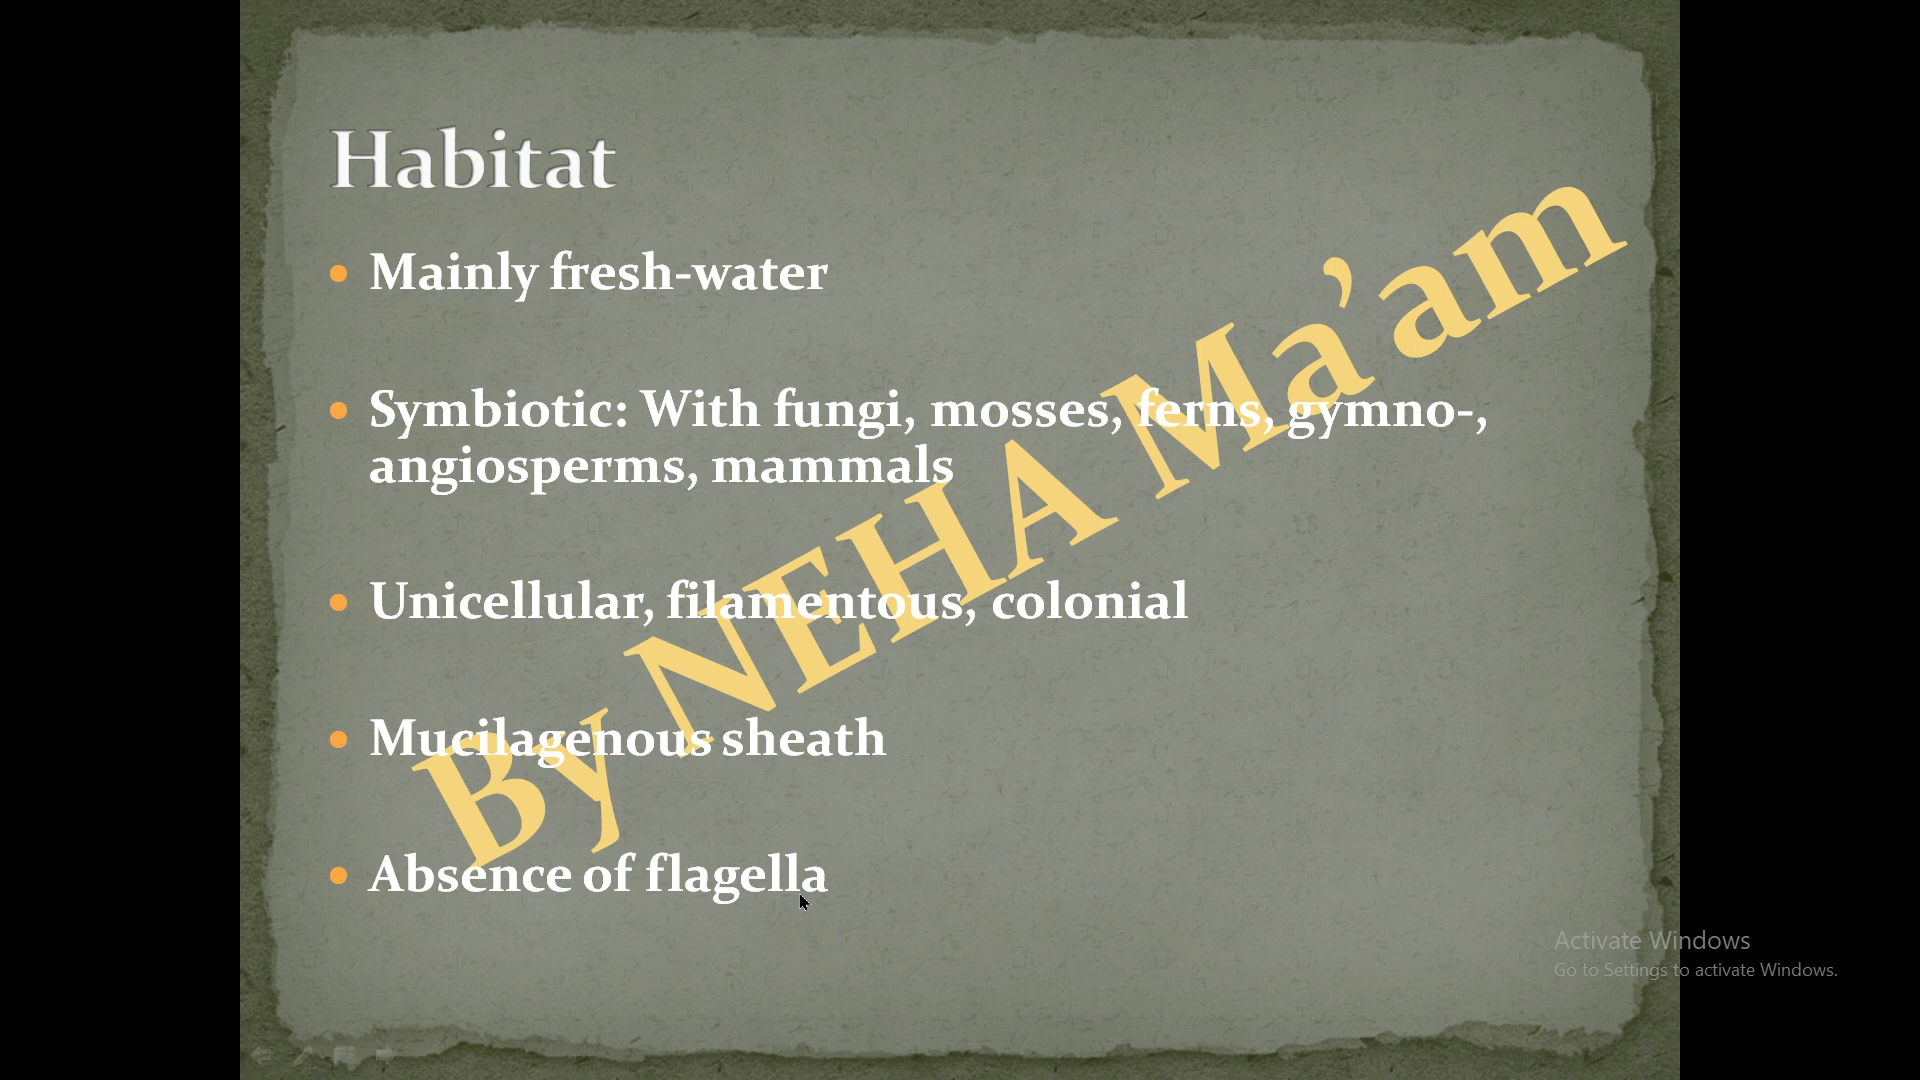 Habitat
Mainly fresh-water
Symbiotic: With fungi, mosses, ferns, gymno-,
angiosperms, mammals
Unicellular, filamentous, colonial
Mucilagenous sheath
Absence of flagella
By NEHA Ma’am
Activate Windows
Go to Settings to activate Windows.